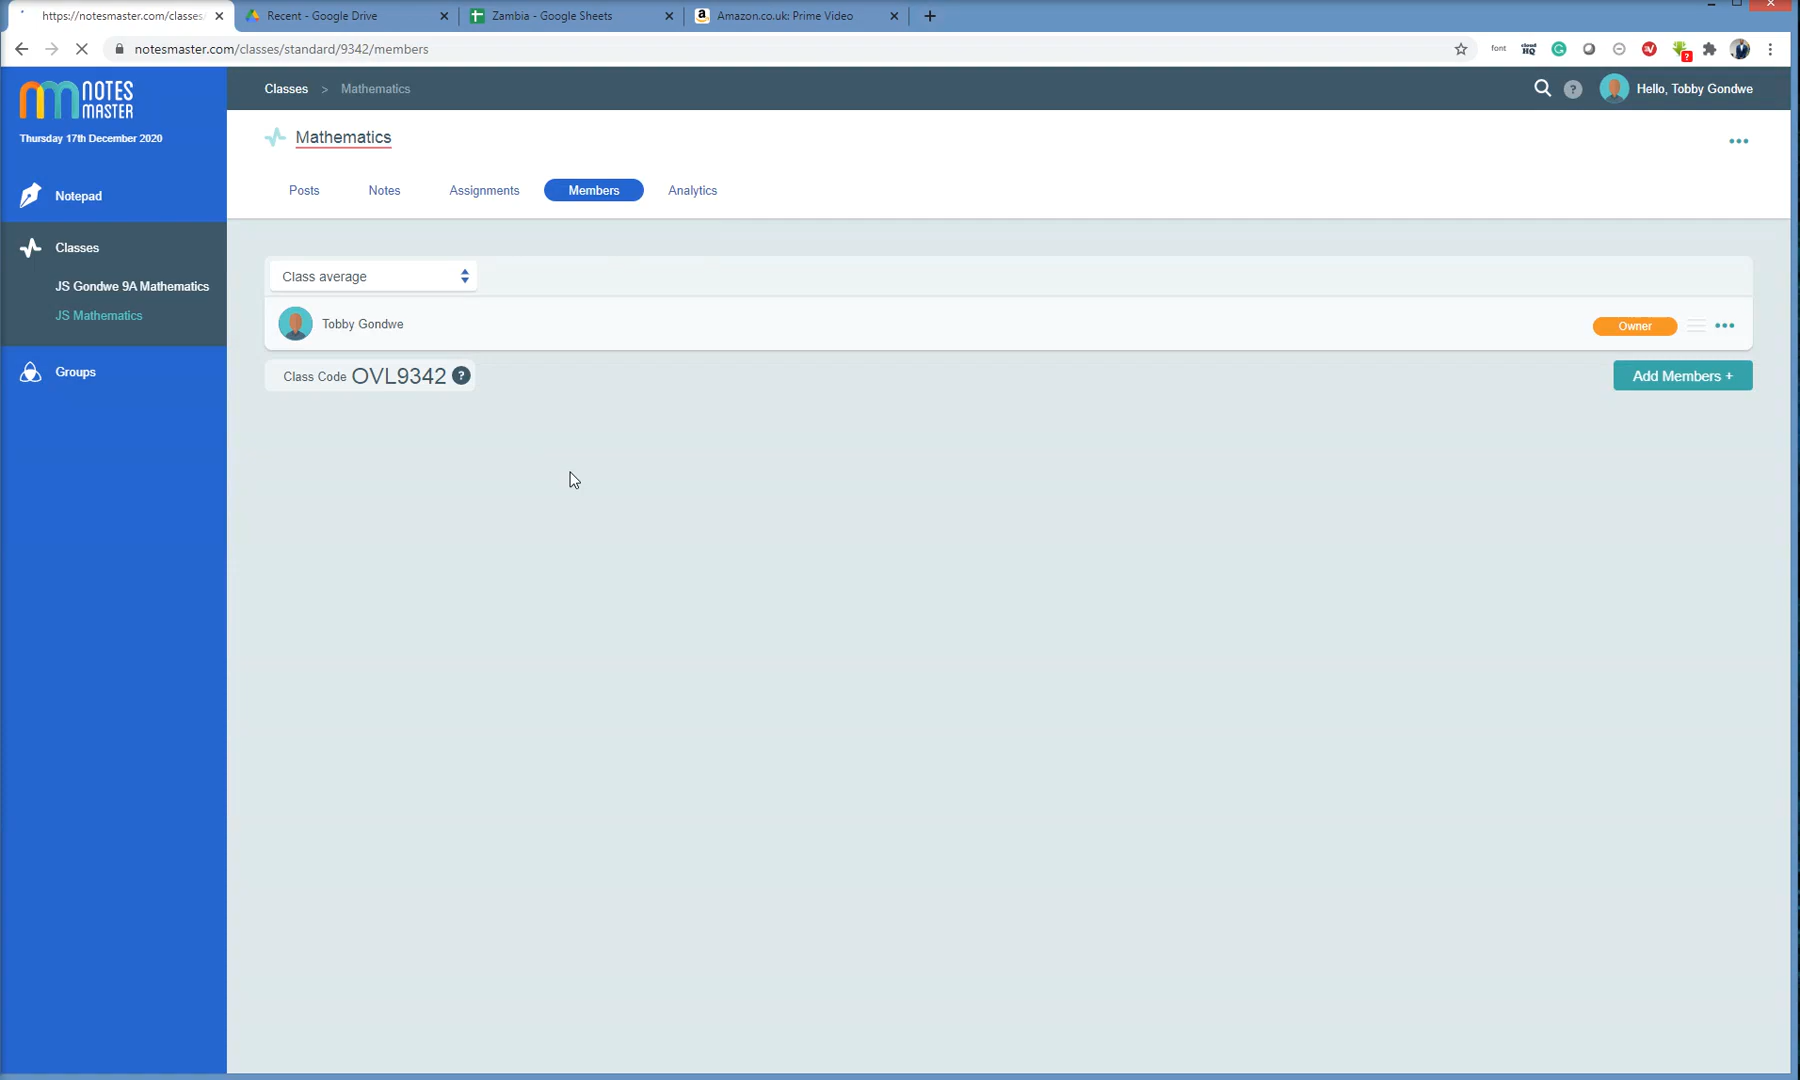 https://notesmaster.com/classes
Recent - Google Drive
Zambia - Google Sheets
Amazon.co.uk: Prime Video
notesmaster.com/classes/standard/9342/members
font
cloud HQ
NOTES
MASTER
Thursday 17th December 2020
Classes > Mathematics
? Hello, Tobby Gondwe
Mathematics
Posts Notes Assignments Members Analytics
Notepad
Classes
JS Gondwe 9A Mathematics
JS Mathematics
Groups
Class average
Tobby Gondwe
Owner
Class Code OVL9342 ?
Add Members +